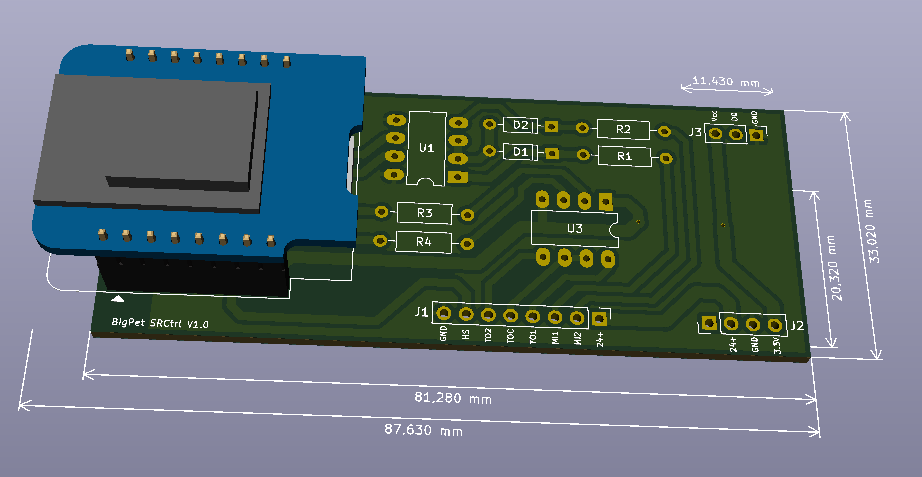 11,430 mm
Vcc
DQ
GND
J3
D2
R2
U1
D1
R1
R3
U3
R4
33,020 mm
20,320 mm
J1
J2
GND
HS
TO2
TOC
TO1
MI1
MI2
24+
24+
GND
3.5V
BigPet SRCtrl V1.0
81,280 mm
87,630 mm